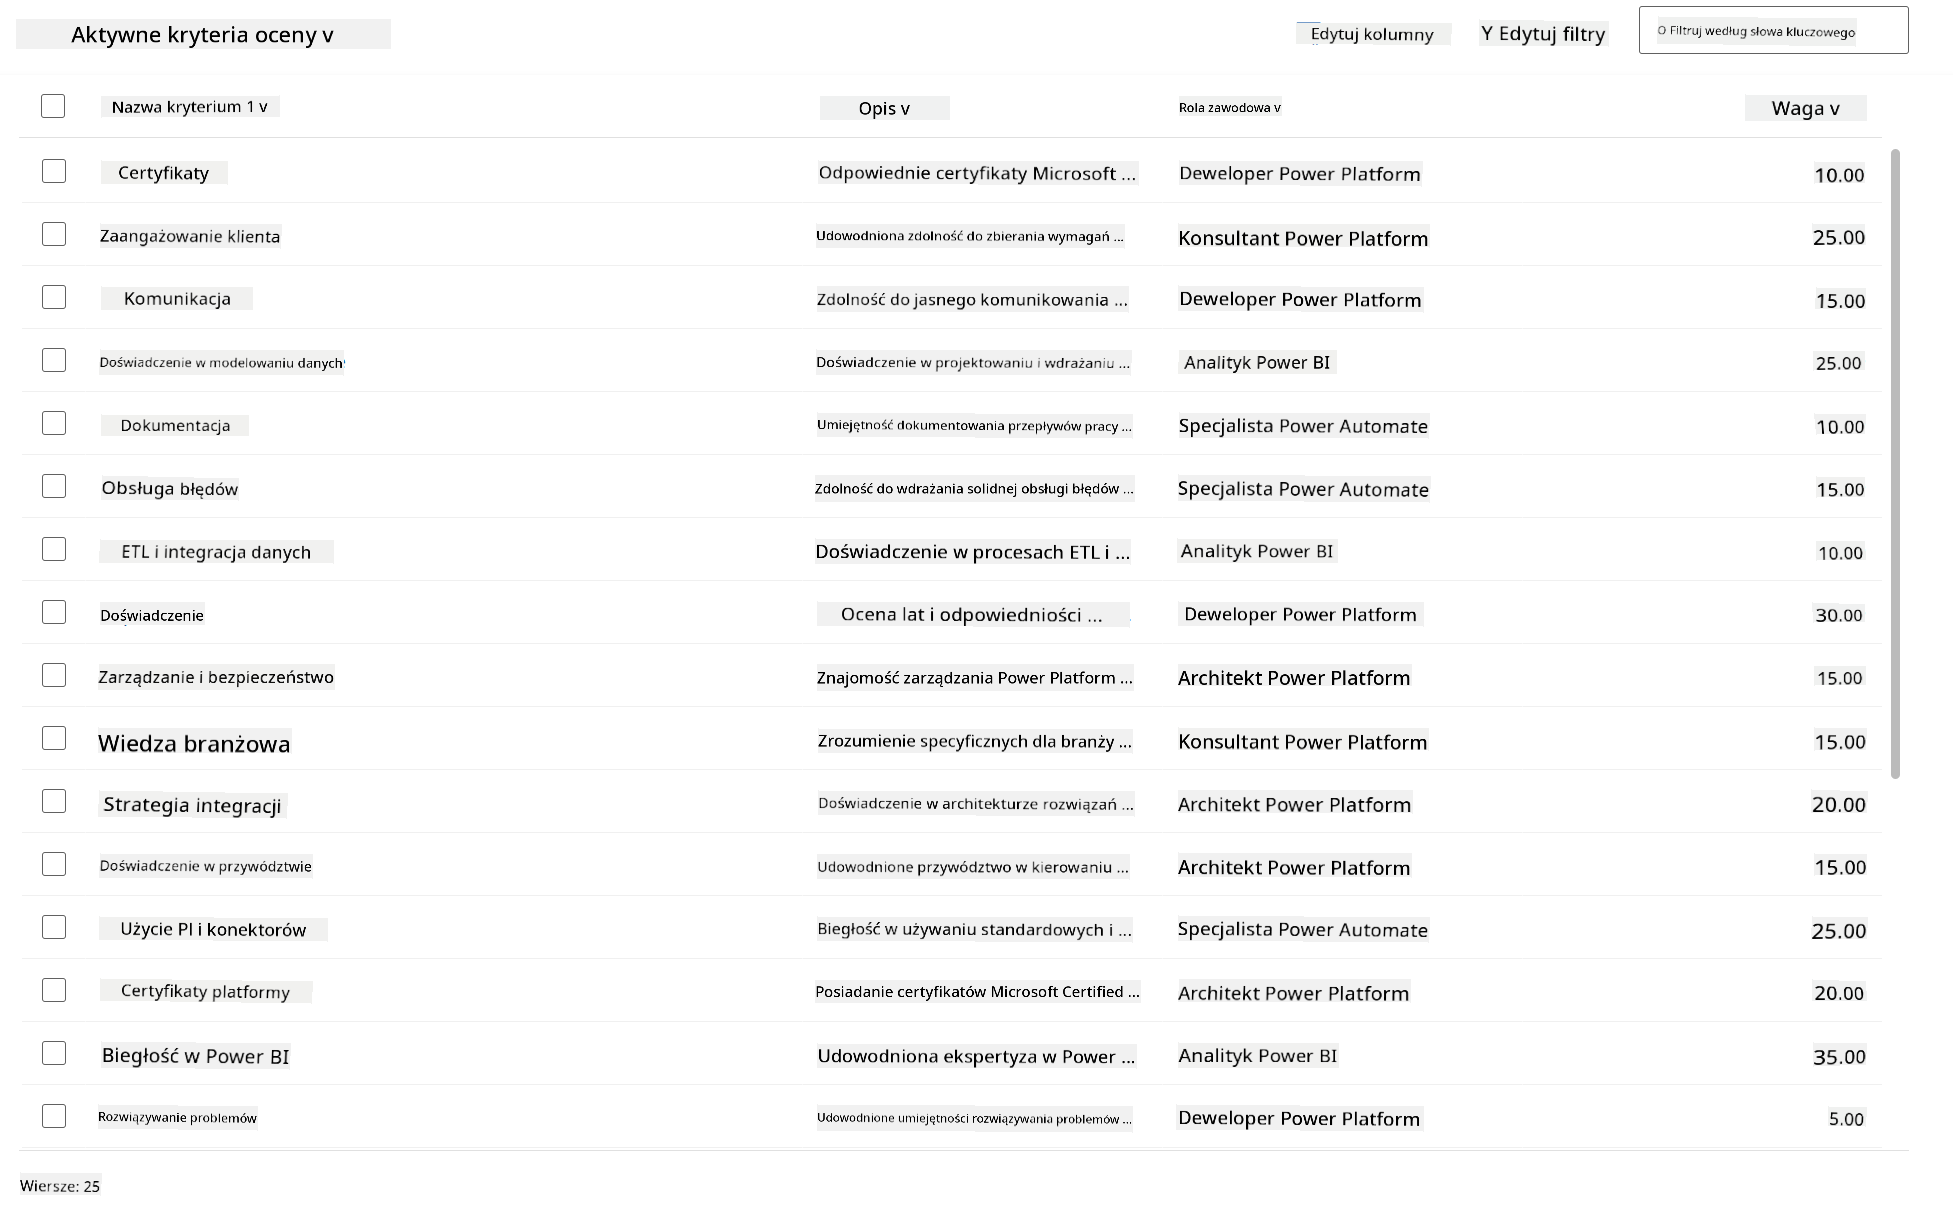 Aktywne kryteria oceny v
Edytuj kolumny
Y Edytuj filtry
O Filtruj według słowa kluczowego
Nazwa kryterium 1 v Opis v Rola zawodowa v Waga v
Certyfikaty Odpowiednie certyfikaty Microsoft ... Deweloper Power Platform 10.00
Zaangażowanie klienta Udowodniona zdolność do zbierania wymagań ... Konsultant Power Platform 25.00
Komunikacja Zdolność do jasnego komunikowania ... Deweloper Power Platform 15.00
Doświadczenie w modelowaniu danych Doświadczenie w projektowaniu i wdrażaniu ... Analityk Power BI 25.00
Dokumentacja Umiejętność dokumentowania przepływów pracy ... Specjalista Power Automate 10.00
Obsługa błędów Zdolność do wdrażania solidnej obsługi błędów ... Specjalista Power Automate 15.00
ETL i integracja danych Doświadczenie w procesach ETL i ... Analityk Power BI 10.00
Doświadczenie Ocena lat i odpowiedniości ... Deweloper Power Platform 30.00
Zarządzanie i bezpieczeństwo Znajomość zarządzania Power Platform ... Architekt Power Platform 15.00
Wiedza branżowa Zrozumienie specyficznych dla branży ... Konsultant Power Platform 15.00
Strategia integracji Doświadczenie w architekturze rozwiązań ... Architekt Power Platform 20.00
Doświadczenie w przywództwie Udowodnione przywództwo w kierowaniu ... Architekt Power Platform 15.00
Użycie PI i konektorów Biegłość w używaniu standardowych i ... Specjalista Power Automate 25.00
Certyfikaty platformy Posiadanie certyfikatów Microsoft Certified ... Architekt Power Platform 20.00
Biegłość w Power BI Udowodniona ekspertyza w Power ... Analityk Power BI 35.00
Rozwiązywanie problemów Udowodnione umiejętności rozwiązywania problemów ... Deweloper Power Platform 5.00
Wiersze: 25